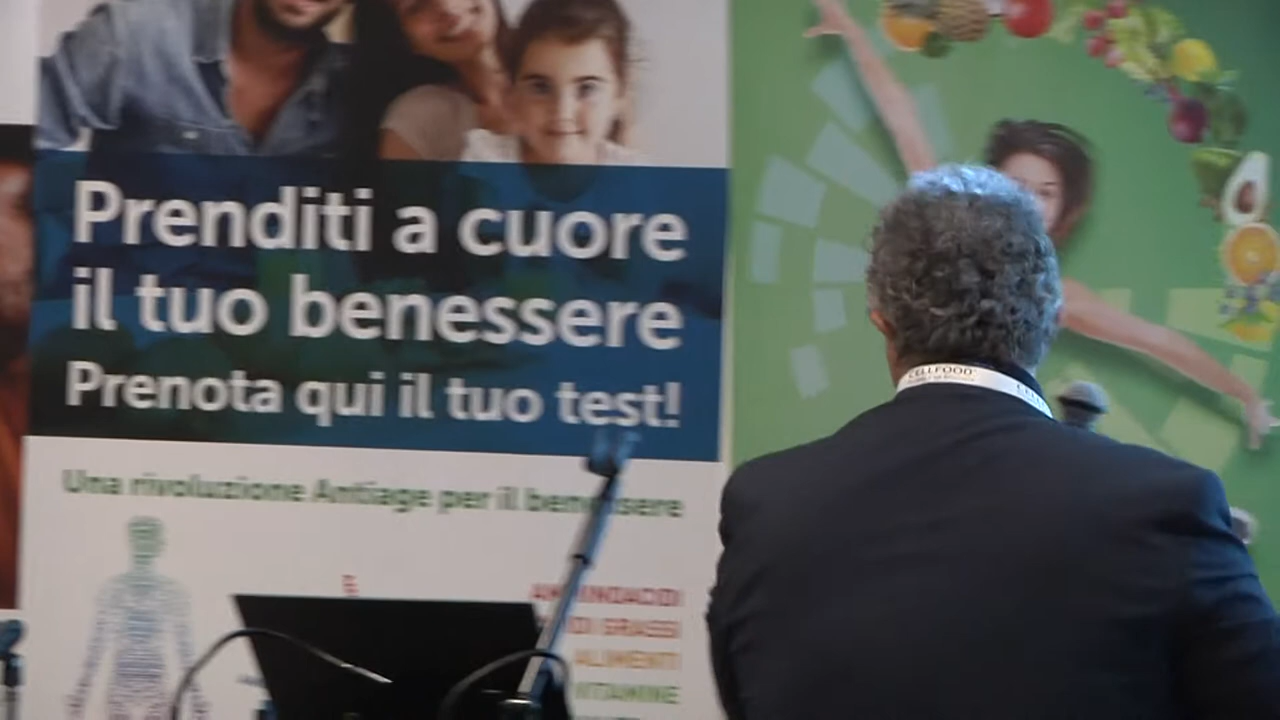 Prenditi a cuore
il tuo benessere
Prenota qui il tuo test!
Una rivoluzione Antiage per il benessere
DI GRASSI
ALIMENTI
VITAMINE
CELLFOOD